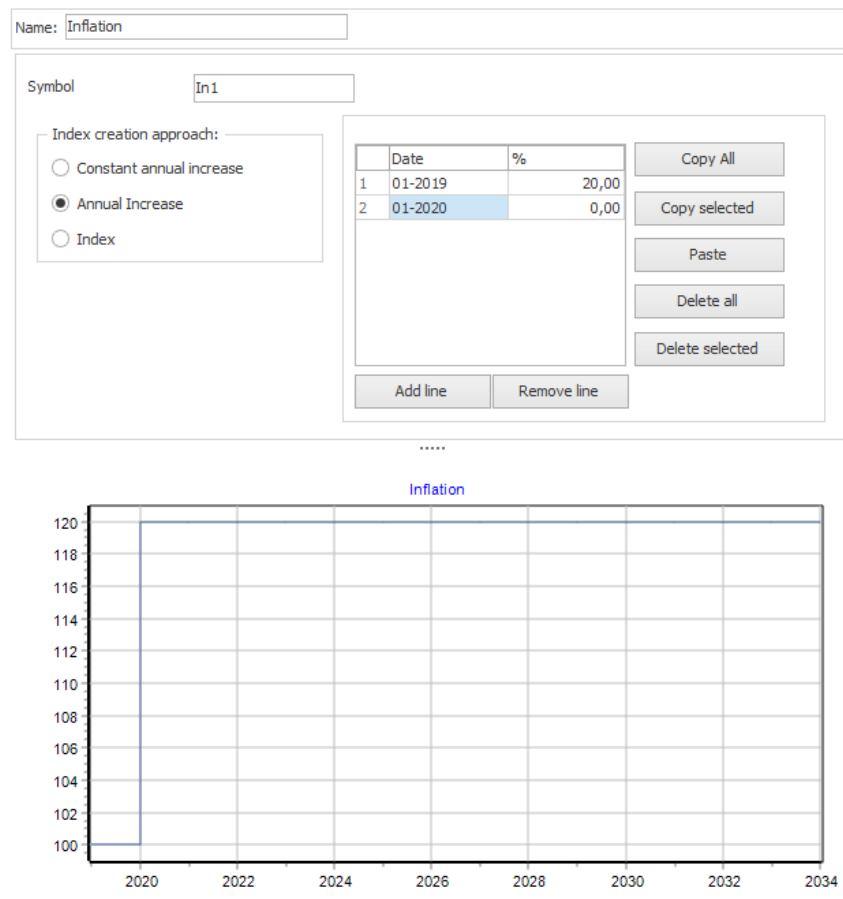 Name: Inflation
Symbol In1
Index creation approach:
Constant annual increase
Annual Increase
Index
Date %
1 01-2019 20,00
2 01-2020 0,00
Copy All
Copy selected
Paste
Delete all
Delete selected
Add line Remove line
Inflation
120
118
116
114
112
110
108
106
104
102
100
2020 2022 2024 2026 2028 2030 2032 2034